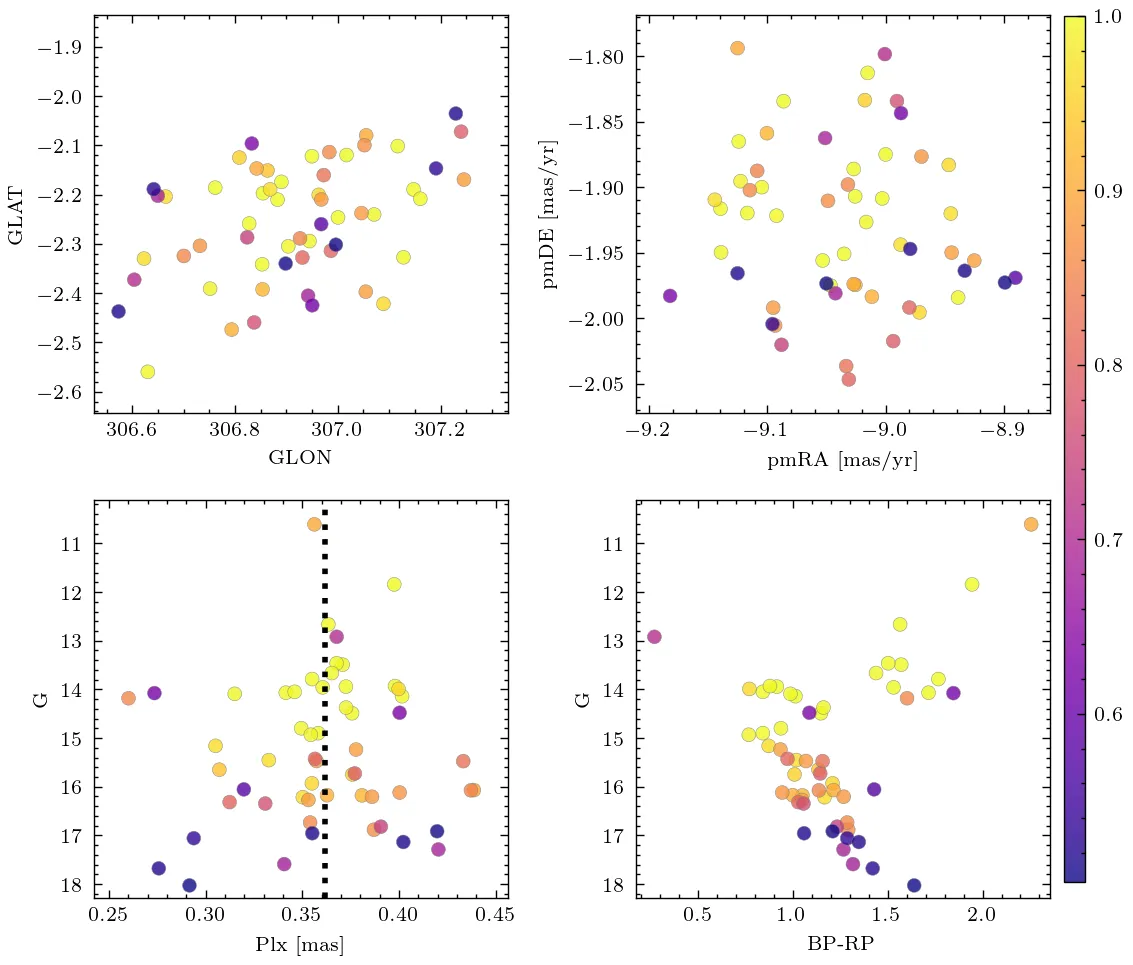 −1.9
−2.0
−2.1
−2.2
−2.3
−2.4
−2.5
−2.6
GLAT
306.6 306.8 307.0 307.2
GLON
−1.80
−1.85
−1.90
−1.95
−2.00
−2.05
pmDE [mas/yr]
−9.2 −9.1 −9.0 −8.9
pmRA [mas/yr]
1.0
0.9
0.8
0.7
0.6
11
12
13
14
15
16
17
18
G
0.25 0.30 0.35 0.40 0.45
Plx [mas]
11
12
13
14
15
16
17
18
G
0.5 1.0 1.5 2.0
BP-RP